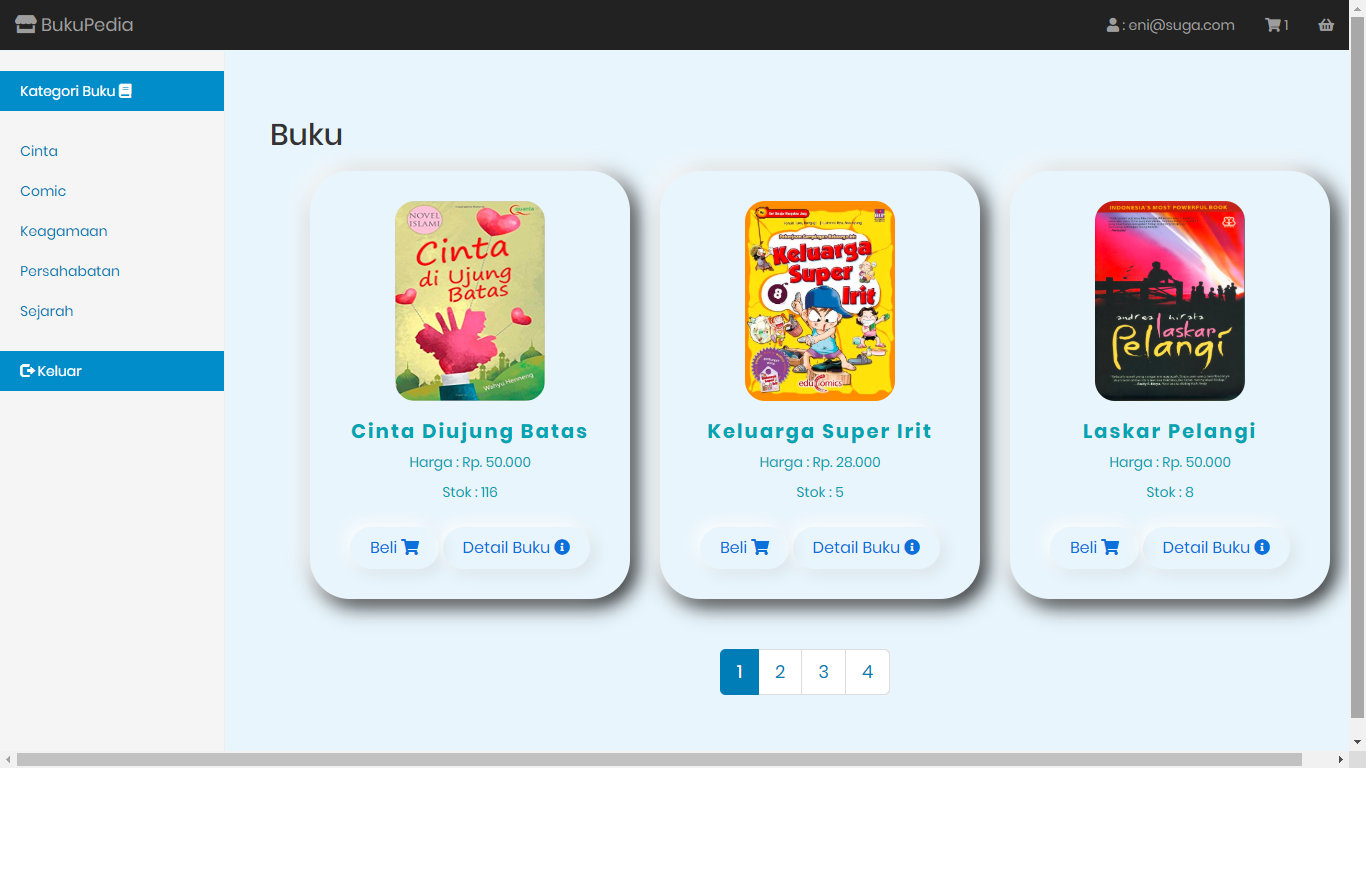 BukuPedia
: eni@suga.com
1
Kategori Buku
Cinta
Comic
Keagamaan
Persahabatan
Sejarah
Keluar
Buku
NOVEL
ISLAMI
Cinta
di Ujung
Batas
Wahyu Henneng
Cinta Diujung Batas
Harga : Rp. 50.000
Stok : 116
Beli
Detail Buku
Keluarga
Super
Irit
8
educomics
Keluarga Super Irit
Harga : Rp. 28.000
Stok : 5
Beli
Detail Buku
INDONESIA'S MOST POWERFUL BOOK
andrea hirata
laskar
Pelangi
Laskar Pelangi
Harga : Rp. 50.000
Stok : 8
Beli
Detail Buku
1 2 3 4